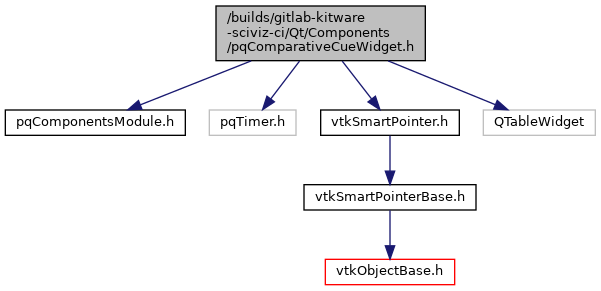 /builds/gitlab-kitware
-sciviz-ci/Qt/Components
/pqComparativeCueWidget.h
pqComponentsModule.h
pqTimer.h
vtkSmartPointer.h
QTableWidget
vtkSmartPointerBase.h
vtkObjectBase.h